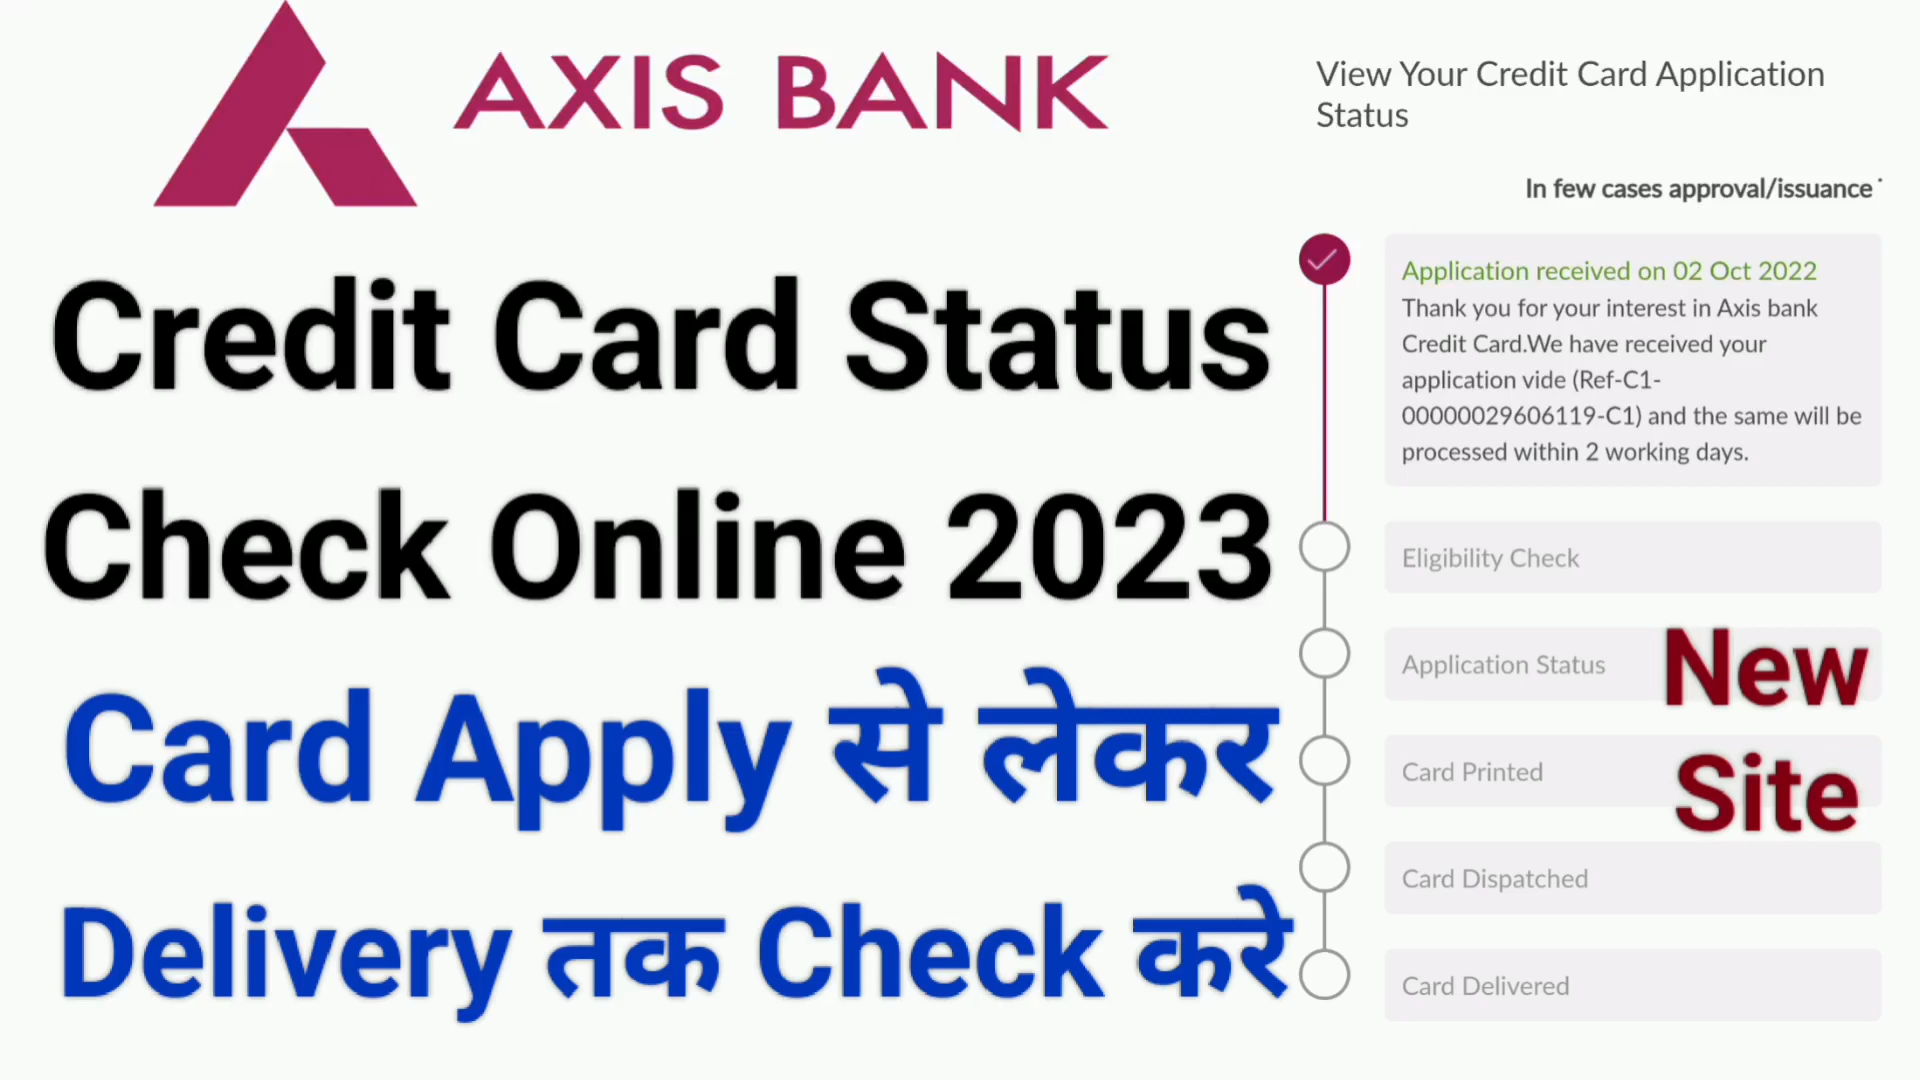 AXIS BANK
Credit Card Status
Check Online 2023
Card Apply से लेकर
Delivery तक Check करे
View Your Credit Card Application
Status
In few cases approval/issuance
Application received on 02 Oct 2022
Thank you for your interest in Axis bank
Credit Card.We have received your
application vide (Ref-C1-
00000029606119-C1) and the same will be
processed within 2 working days.
Eligibility Check
Application Status
New
Card Printed
Site
Card Dispatched
Card Delivered